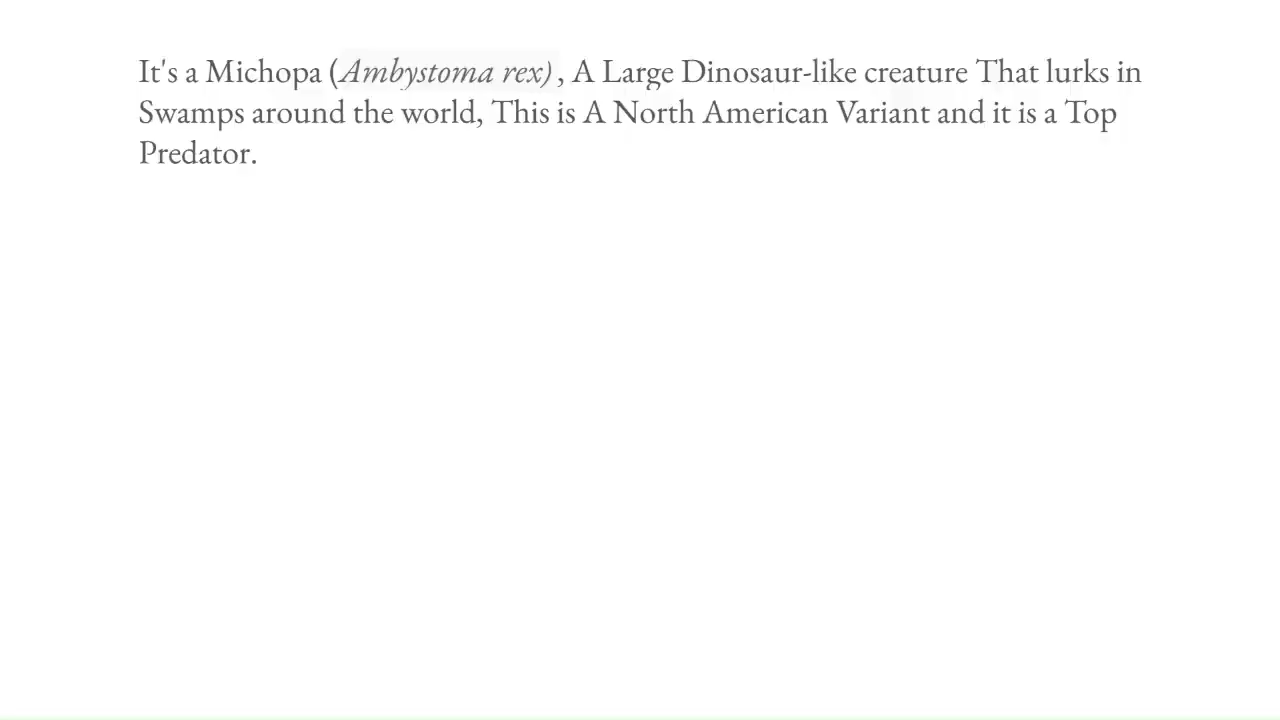 It's a Michopa (Ambystoma rex) , A Large Dinosaur-like creature That lurks in
Swamps around the world, This is A North American Variant and it is a Top
Predator.